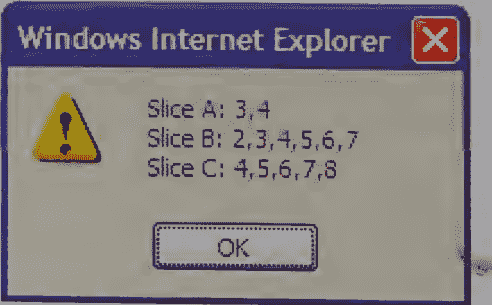 Windows Internet Explorer
Slice A: 3,4
Slice B: 2,3,4,5,6,7
Slice C: 4,5,6,7,8
OK